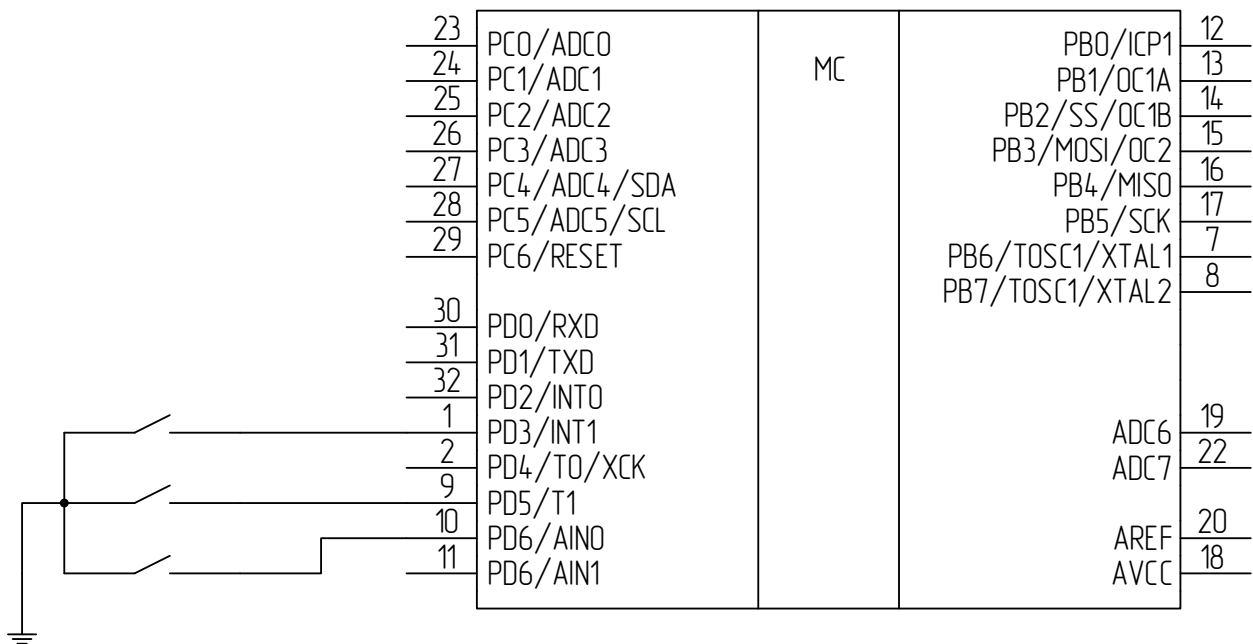 23 PC0/ADC0 MC PB0/ICP1 12
24 PC1/ADC1 PB1/OC1A 13
25 PC2/ADC2 PB2/SS/OC1B 14
26 PC3/ADC3 PB3/MOSI/OC2 15
27 PC4/ADC4/SDA PB4/MISO 16
28 PC5/ADC5/SCL PB5/SCK 17
29 PC6/RESET PB6/TOSC1/XTAL1 7
PB7/TOSC1/XTAL2 8
30 PD0/RXD
31 PD1/TXD
32 PD2/INT0
1 PD3/INT1 ADC6 19
2 PD4/T0/XCK ADC7 22
9 PD5/T1
10 PD6/AIN0 AREF 20
11 PD6/AIN1 AVCC 18